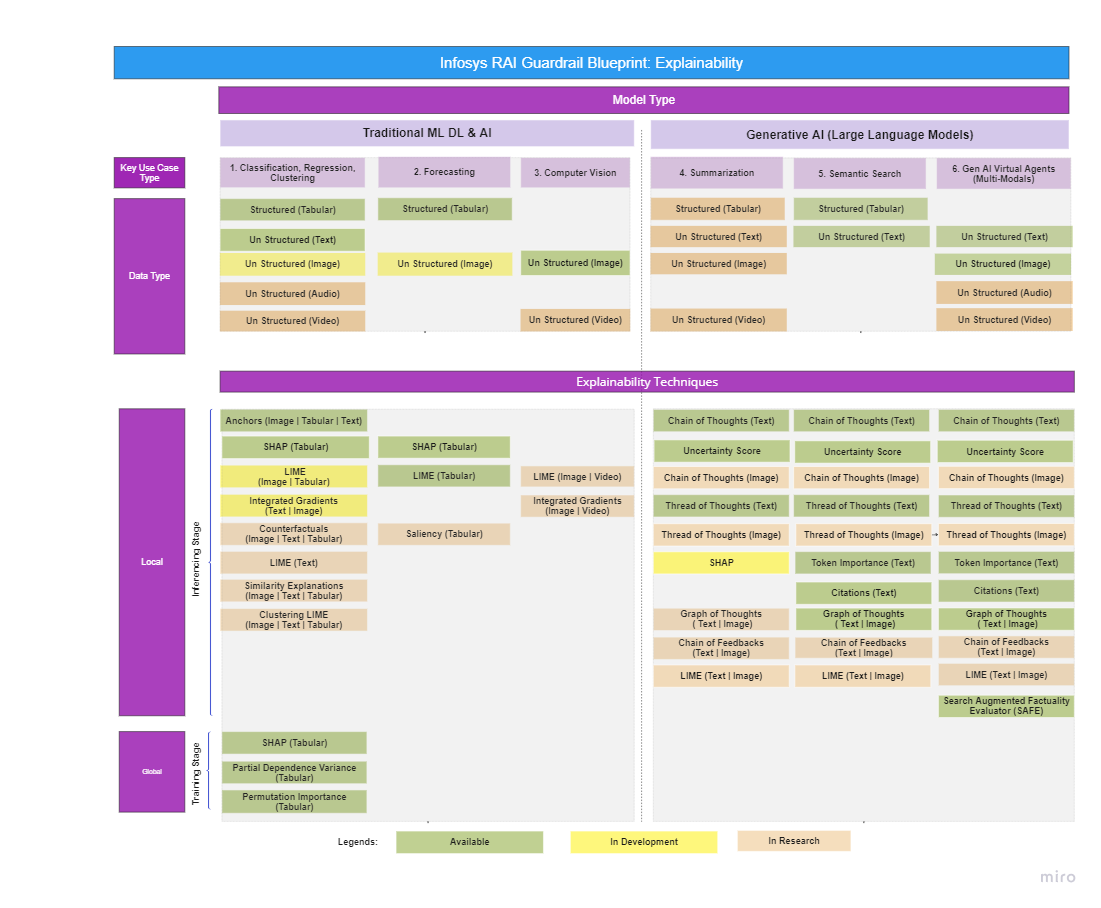 Infosys RAI Guardrail Blueprint: Explainability
Model Type
Traditional ML DL & AI
Generative AI (Large Language Models)
Key Use Case
Type
1. Classification, Regression,
Clustering
2. Forecasting
3. Computer Vision
4. Summarization
5. Semantic Search
6. Gen AI Virtual Agents
(Multi-Modals)
Data Type
Structured (Tabular)
Structured (Tabular)
Structured (Tabular)
Structured (Tabular)
Un Structured (Text)
Un Structured (Text)
Un Structured (Text)
Un Structured (Text)
Un Structured (Image)
Un Structured (Image)
Un Structured (Image)
Un Structured (Image)
Un Structured (Image)
Un Structured (Audio)
Un Structured (Audio)
Un Structured (Video)
Un Structured (Video)
Un Structured (Video)
Un Structured (Video)
Explainability Techniques
Local
Inferencing Stage
Anchors (Image | Tabular | Text)
Chain of Thoughts (Text)
Chain of Thoughts (Text)
Chain of Thoughts (Text)
SHAP (Tabular)
SHAP (Tabular)
Uncertainty Score
Uncertainty Score
Uncertainty Score
LIME
(Image | Tabular)
LIME (Tabular)
LIME (Image | Video)
Chain of Thoughts (Image)
Chain of Thoughts (Image)
Chain of Thoughts (Image)
Integrated Gradients
(Text | Image)
Integrated Gradients
(Image | Video)
Thread of Thoughts (Text)
Thread of Thoughts (Text)
Thread of Thoughts (Text)
Counterfactuals
(Image | Text | Tabular)
Saliency (Tabular)
Thread of Thoughts (Image)
Thread of Thoughts (Image)
Thread of Thoughts (Image)
LIME (Text)
SHAP
Token Importance (Text)
Token Importance (Text)
Similarity Explanations
(Image | Text | Tabular)
Citations (Text)
Citations (Text)
Clustering LIME
(Image | Text | Tabular)
Graph of Thoughts
( Text | Image)
Graph of Thoughts
( Text | Image)
Graph of Thoughts
( Text | Image)
Chain of Feedbacks
(Text | Image)
Chain of Feedbacks
(Text | Image)
Chain of Feedbacks
(Text | Image)
LIME (Text | Image)
LIME (Text | Image)
LIME (Text | Image)
Search Augmented Factuality
Evaluator (SAFE)
Global
Training Stage
SHAP (Tabular)
Partial Dependence Variance
(Tabular)
Permutation Importance
(Tabular)
Legends:
Available
In Development
In Research
miro